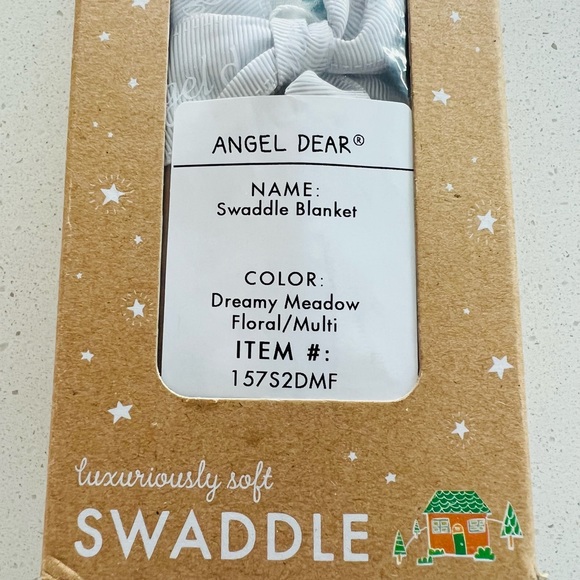 ANGEL DEAR®
NAME:
Swaddle Blanket
COLOR:
Dreamy Meadow
Floral/Multi
ITEM #:
157S2DMF
luxuriously soft
SWADDLE